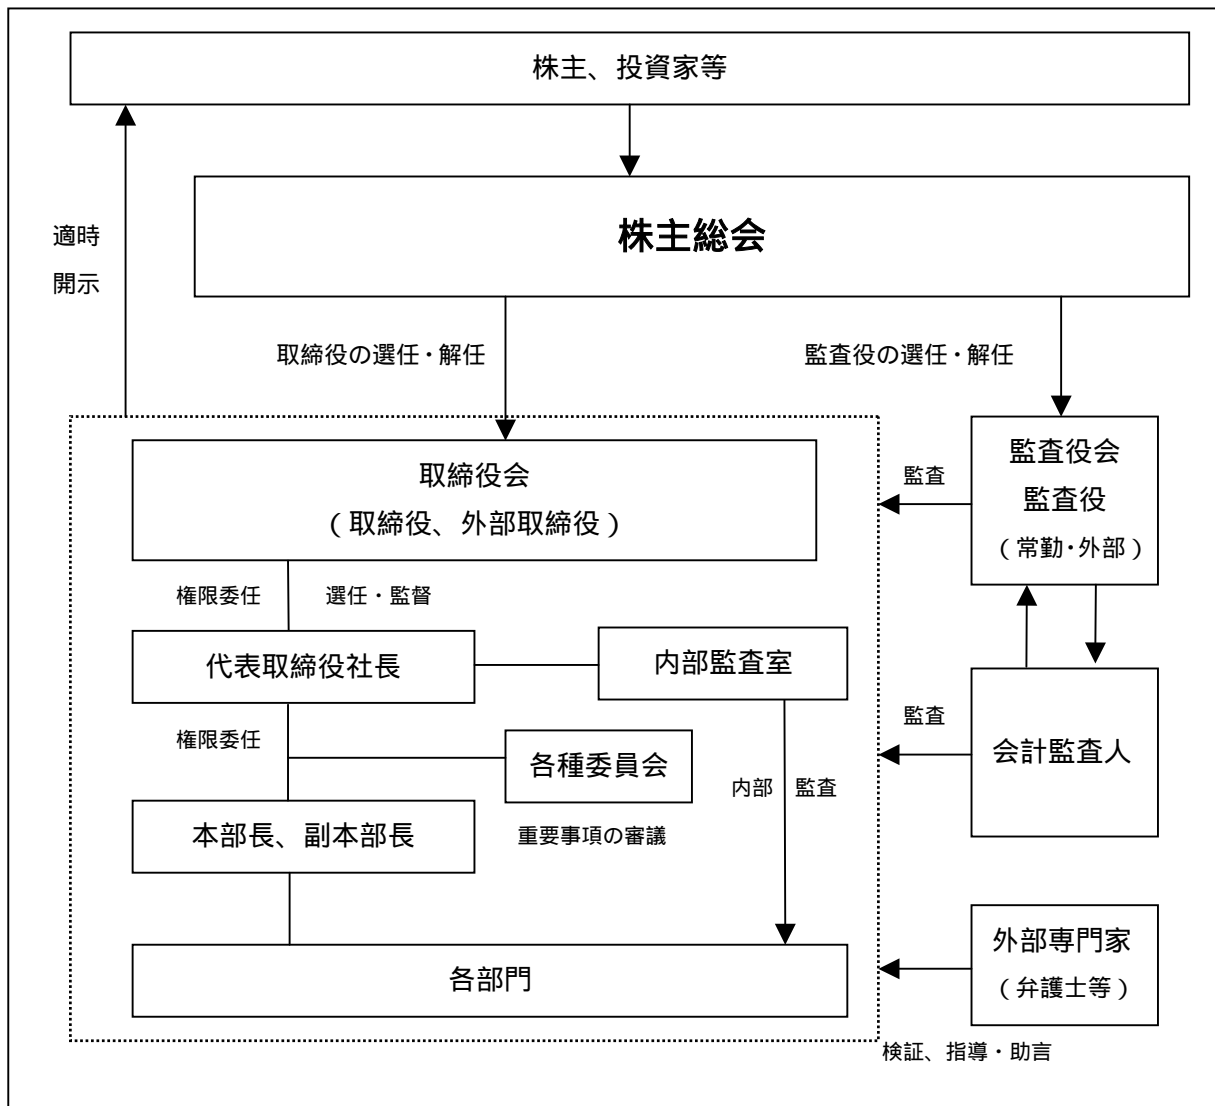 株主、投資家等
株主総会
適時
開示
取締役の選任・解任
監査役の選任・解任
取締役会
（取締役、外部取締役）
監査
監査役会
監査役
（常勤・外部）
権限委任
選任・監督
代表取締役社長
内部監査室
権限委任
各種委員会
監査
会計監査人
内部
監査
本部長、副本部長
重要事項の審議
各部門
外部専門家
（弁護士等）
検証、指導・助言